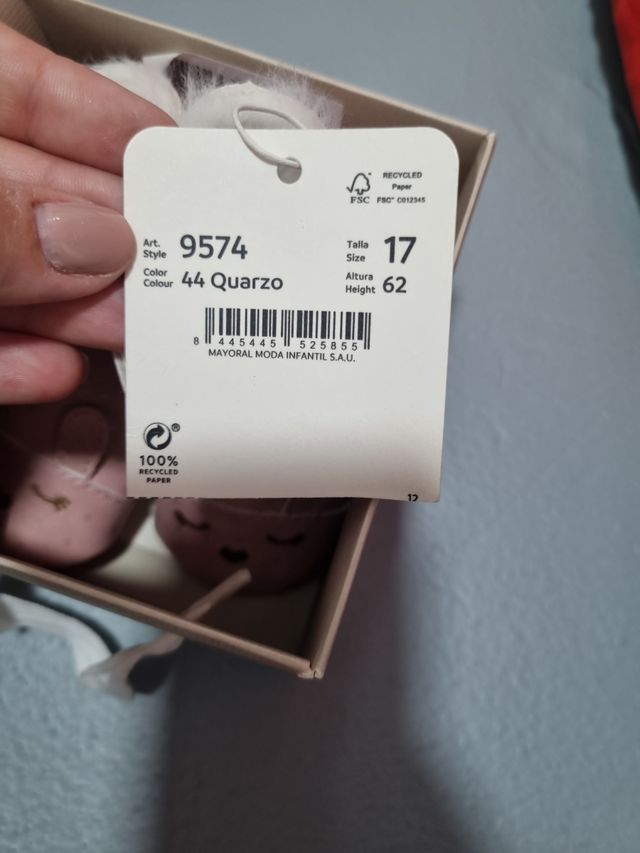 RECYCLED
Paper
FSC
FSC® C012345
Art.
Style
9574
Talla
Size
17
Color
Colour
44 Quarzo
Altura
Height
62
8 445445 525855
MAYORAL MODA INFANTIL S.A.U.
®
100%
RECYCLED
PAPER
12